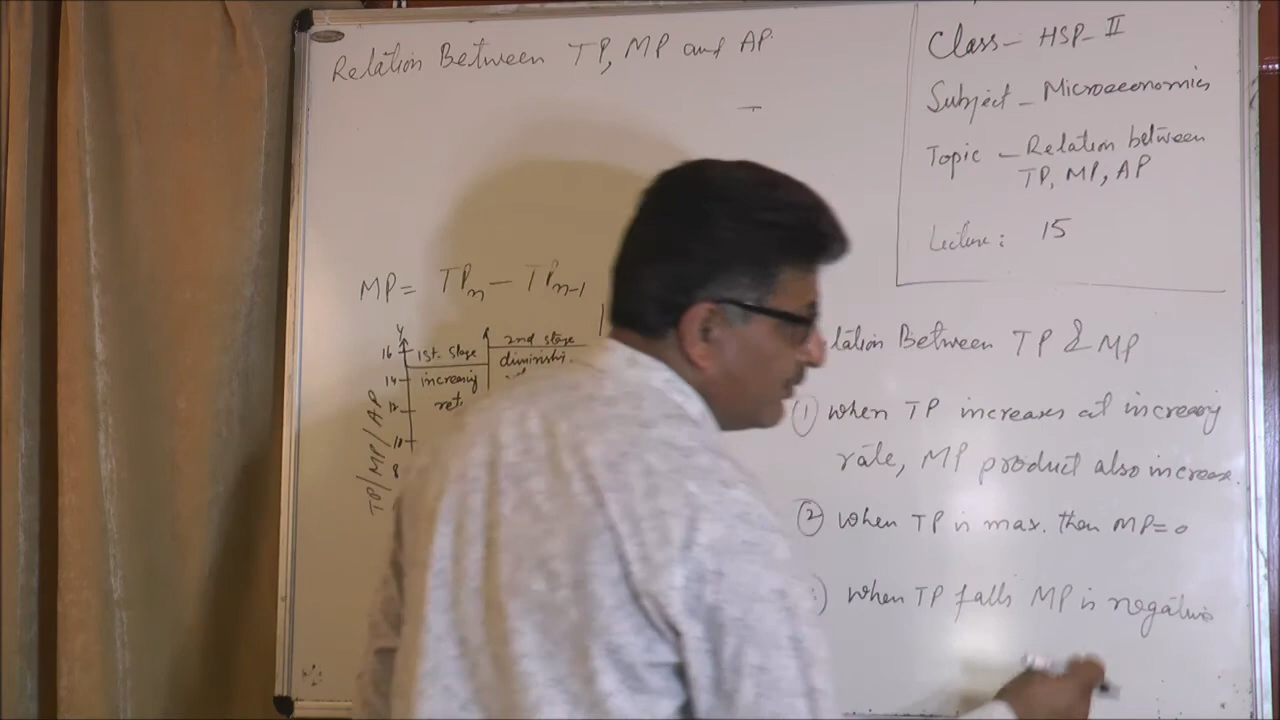 Relation Between TP, MP and AP.
Class - HSP - II
Subject - Microeconomics
Topic - Relation between
TP, MP, AP
Lecture: 15
MP = TPn - TPn-1
Y
16
1st. Stage
2nd stage
14
increasing
diminishi
ret.
12
10
8
TP/MP/AP
lation Between TP & MP
① when TP increases at increasing
rate, MP product also increase.
② when TP is max. then MP = 0
) when TP falls MP is negative